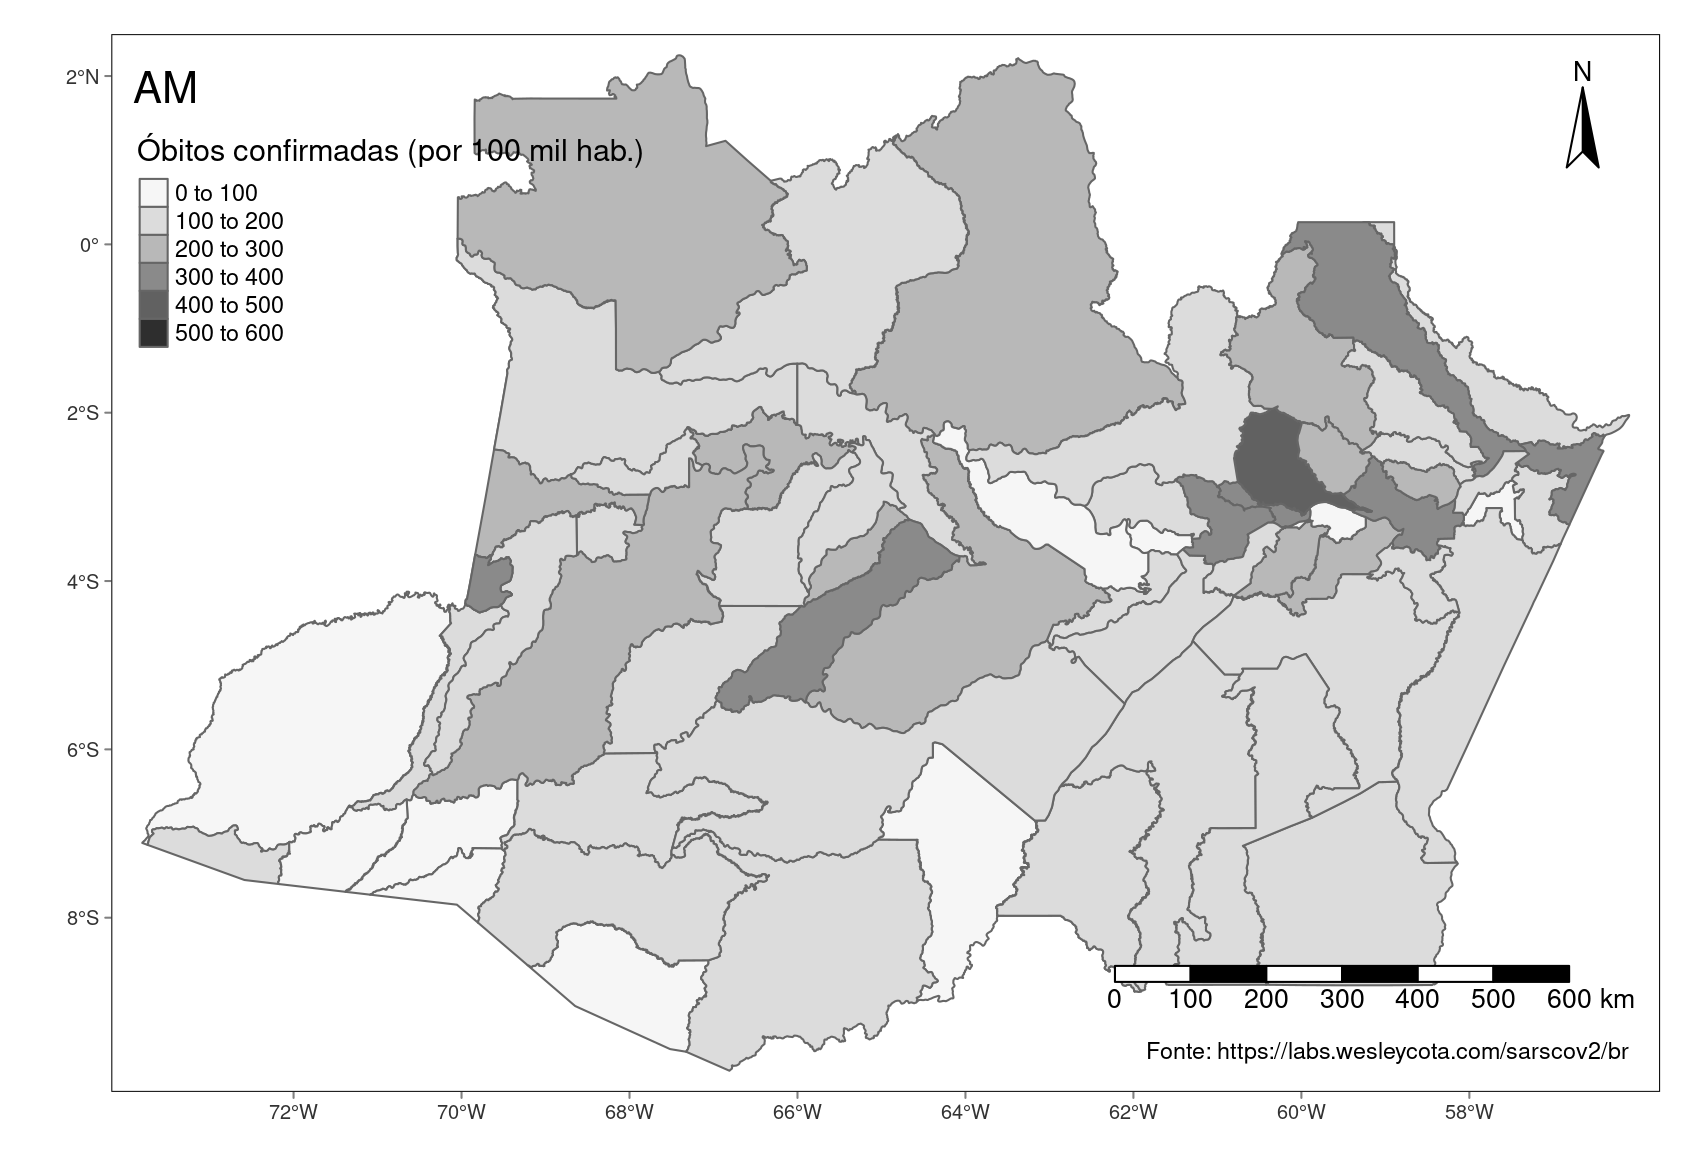 AM
N
Óbitos confirmadas (por 100 mil hab.)
0 to 100
100 to 200
200 to 300
300 to 400
400 to 500
500 to 600
2°N
0°
2°S
4°S
6°S
8°S
0 100 200 300 400 500 600 km
Fonte: https://labs.wesleycota.com/sarscov2/br
72°W 70°W 68°W 66°W 64°W 62°W 60°W 58°W